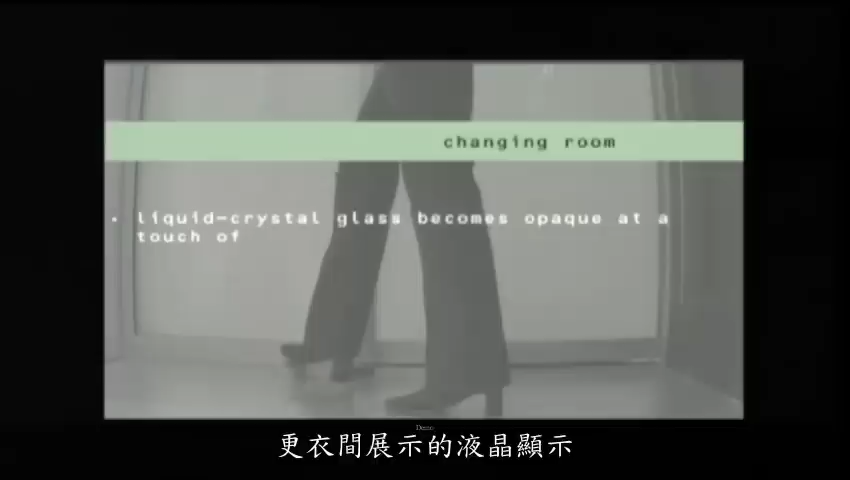 changing room
• liquid-crystal glass becomes opaque at a
touch of
Demo
更衣間展示的液晶顯示